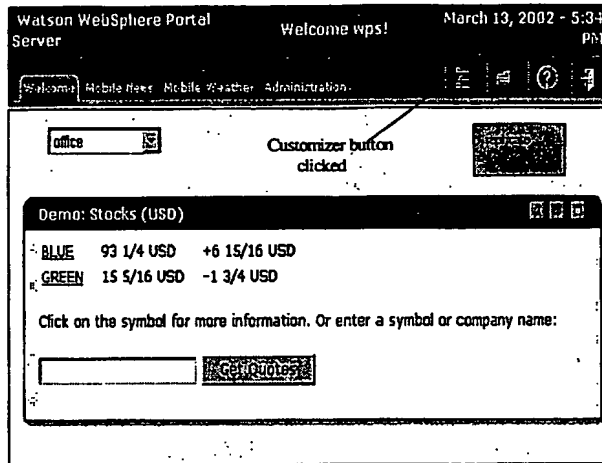 Watson WebSphere Portal Server
Welcome wps!
March 13, 2002 - 5:34 PM
Welcome Mobile News Mobile Weather Administration
office
Customizer button clicked
Demo: Stocks (USD)
BLUE 93 1/4 USD +6 15/16 USD
GREEN 15 5/16 USD -1 3/4 USD
Click on the symbol for more information. Or enter a symbol or company name:
Get Quotes